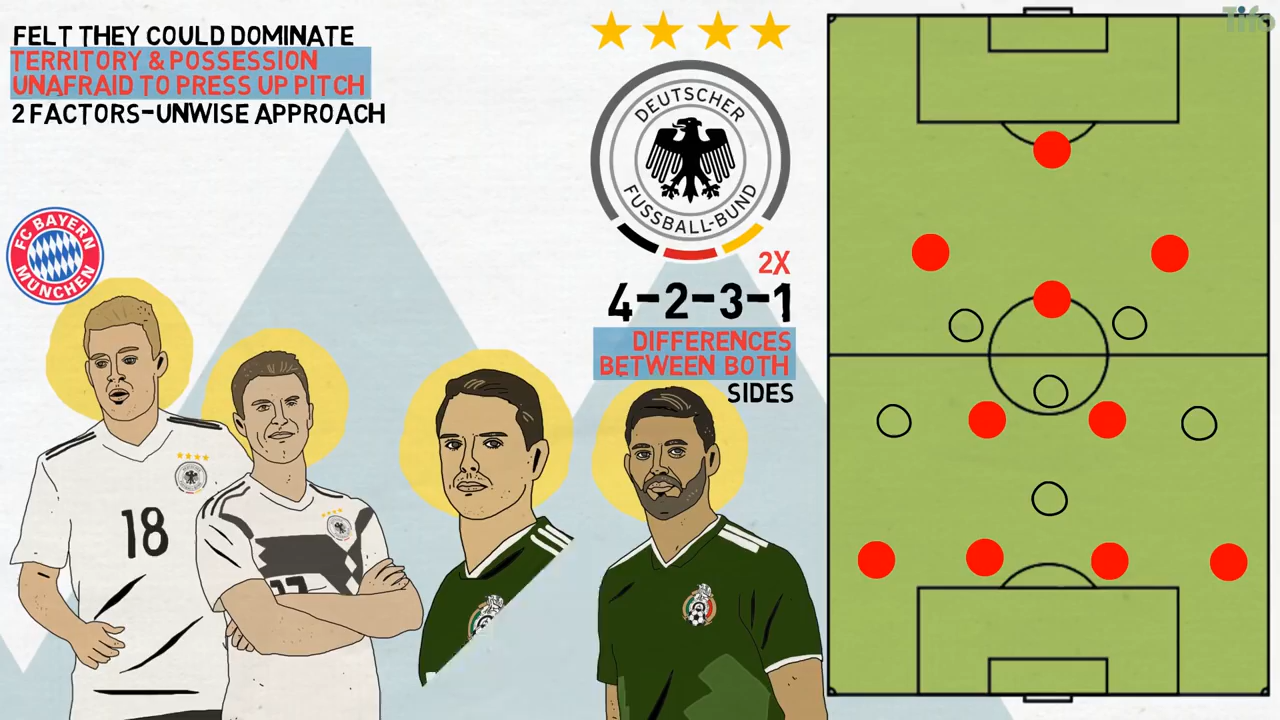 FELT THEY COULD DOMINATE
TERRITORY & POSSESSION
UNAFRAID TO PRESS UP PITCH
2 FACTORS-UNWISE APPROACH
FC BAYERN
MÜNCHEN
DEUTSCHER
FUSSBALL-BUND
2X
4-2-3-1
DIFFERENCES
BETWEEN BOTH
SIDES
18
Tifo